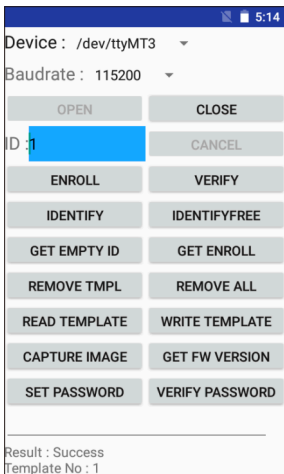 5:14
Device : /dev/ttyMT3
Baudrate : 115200
OPEN CLOSE
ID :1 CANCEL
ENROLL VERIFY
IDENTIFY IDENTIFYFREE
GET EMPTY ID GET ENROLL
REMOVE TMPL REMOVE ALL
READ TEMPLATE WRITE TEMPLATE
CAPTURE IMAGE GET FW VERSION
SET PASSWORD VERIFY PASSWORD
Result : Success
Template No : 1